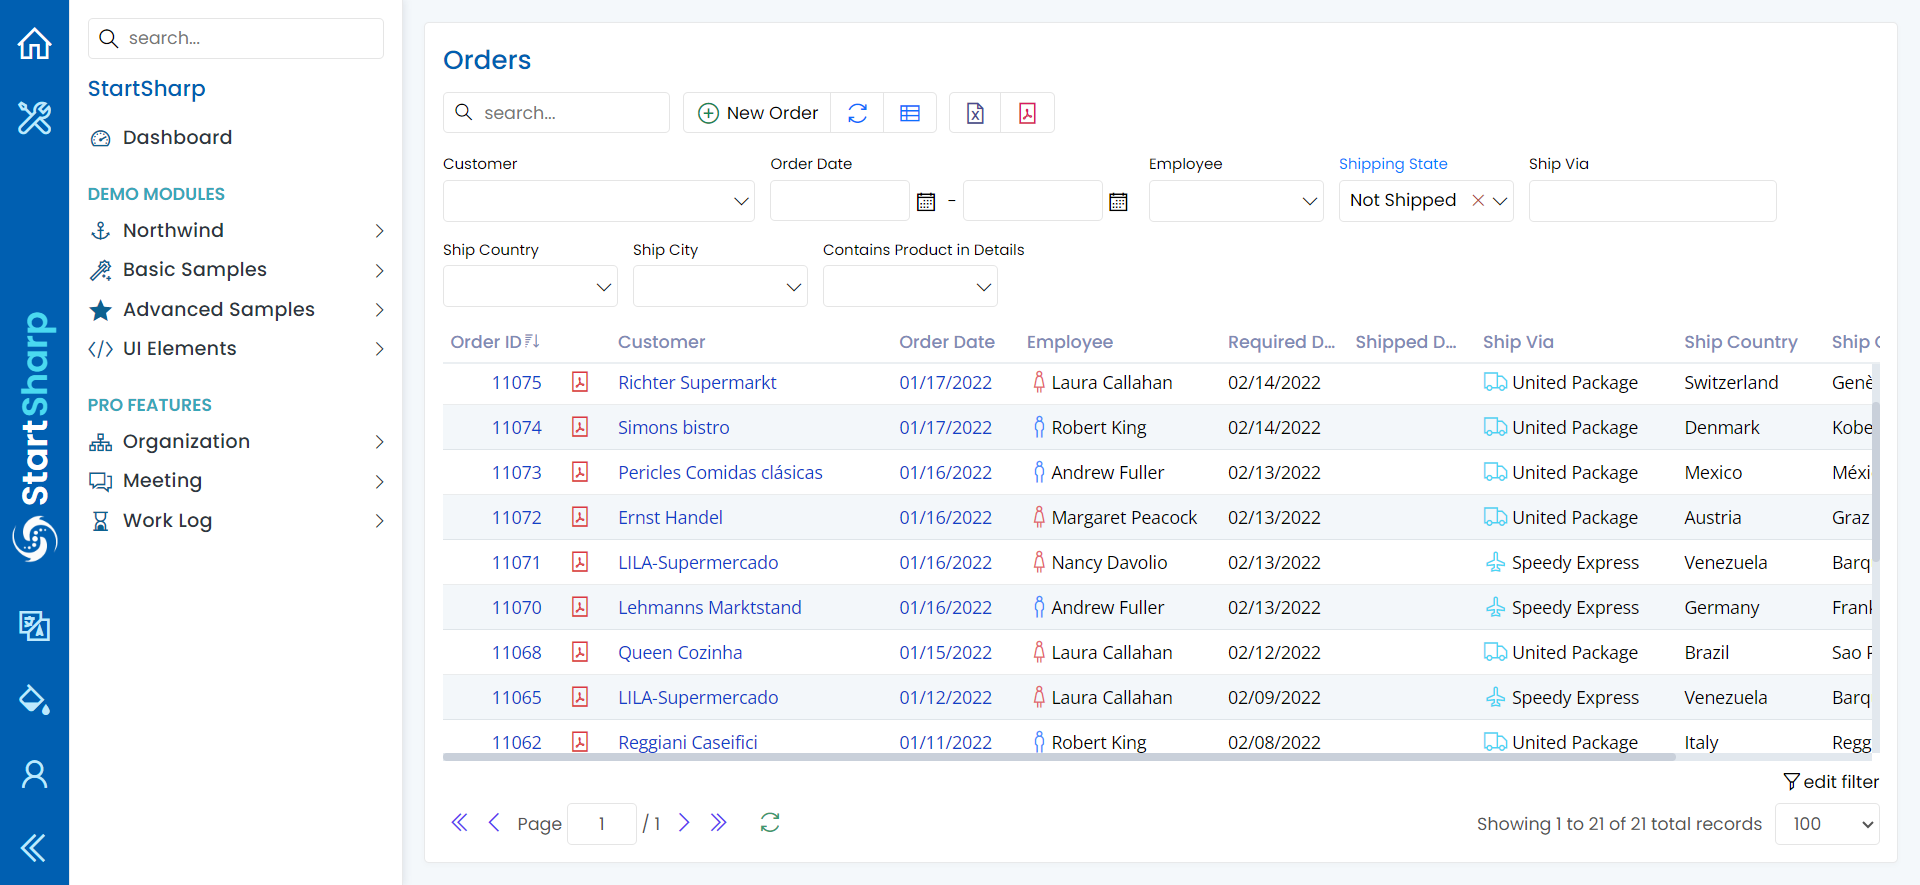 search...
StartSharp
Dashboard
DEMO MODULES
Northwind
Basic Samples
Advanced Samples
UI Elements
PRO FEATURES
Organization
Meeting
Work Log
StartSharp
Orders
search...
New Order
Customer
Order Date
Employee
Shipping State
Ship Via
-
Not Shipped
Ship Country
Ship City
Contains Product in Details
Order ID Customer Order Date Employee Required D... Shipped D... Ship Via Ship Country Ship
11075 Richter Supermarkt 01/17/2022 Laura Callahan 02/14/2022 United Package Switzerland Genè
11074 Simons bistro 01/17/2022 Robert King 02/14/2022 United Package Denmark Kobe
11073 Pericles Comidas clásicas 01/16/2022 Andrew Fuller 02/13/2022 United Package Mexico Méxi
11072 Ernst Handel 01/16/2022 Margaret Peacock 02/13/2022 United Package Austria Graz
11071 LILA-Supermercado 01/16/2022 Nancy Davolio 02/13/2022 Speedy Express Venezuela Barq
11070 Lehmanns Marktstand 01/16/2022 Andrew Fuller 02/13/2022 Speedy Express Germany Frank
11068 Queen Cozinha 01/15/2022 Laura Callahan 02/12/2022 United Package Brazil Sao P
11065 LILA-Supermercado 01/12/2022 Laura Callahan 02/09/2022 Speedy Express Venezuela Barq
11062 Reggiani Caseifici 01/11/2022 Robert King 02/08/2022 United Package Italy Regg
edit filter
Page 1 / 1
Showing 1 to 21 of 21 total records 100